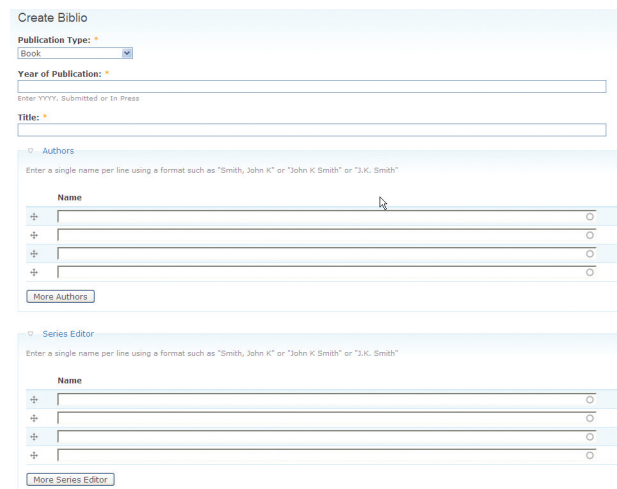 Create Biblio
Publication Type: *
Book
Year of Publication: *
Enter YYYY, Submitted or In Press
Title: *
Authors
Enter a single name per line using a format such as "Smith, John K" or "John K Smith" or "J.K. Smith"
Name
More Authors
Series Editor
Enter a single name per line using a format such as "Smith, John K" or "John K Smith" or "J.K. Smith"
Name
More Series Editor